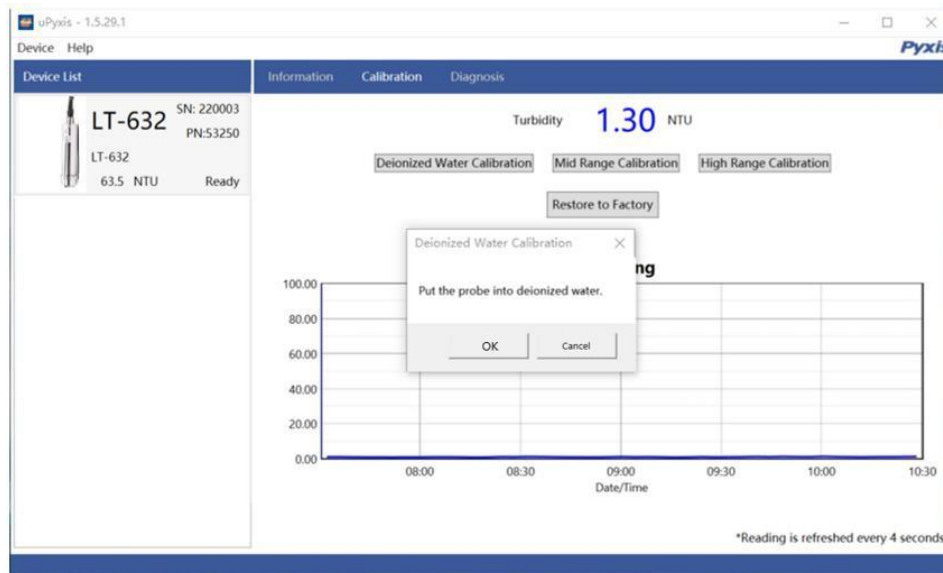 uPyxis - 1.5.29.1
Device Help
Pyxis
Device List
Information Calibration Diagnosis
LT-632
SN: 220003
PN:53250
LT-632
63.5 NTU Ready
Turbidity 1.30 NTU
Deionized Water Calibration Mid Range Calibration High Range Calibration
Restore to Factory
Deionized Water Calibration
Put the probe into deionized water.
OK Cancel
ng
100.00
80.00
60.00
40.00
20.00
0.00
08:00 08:30 09:00 09:30 10:00 10:30
Date/Time
*Reading is refreshed every 4 seconds